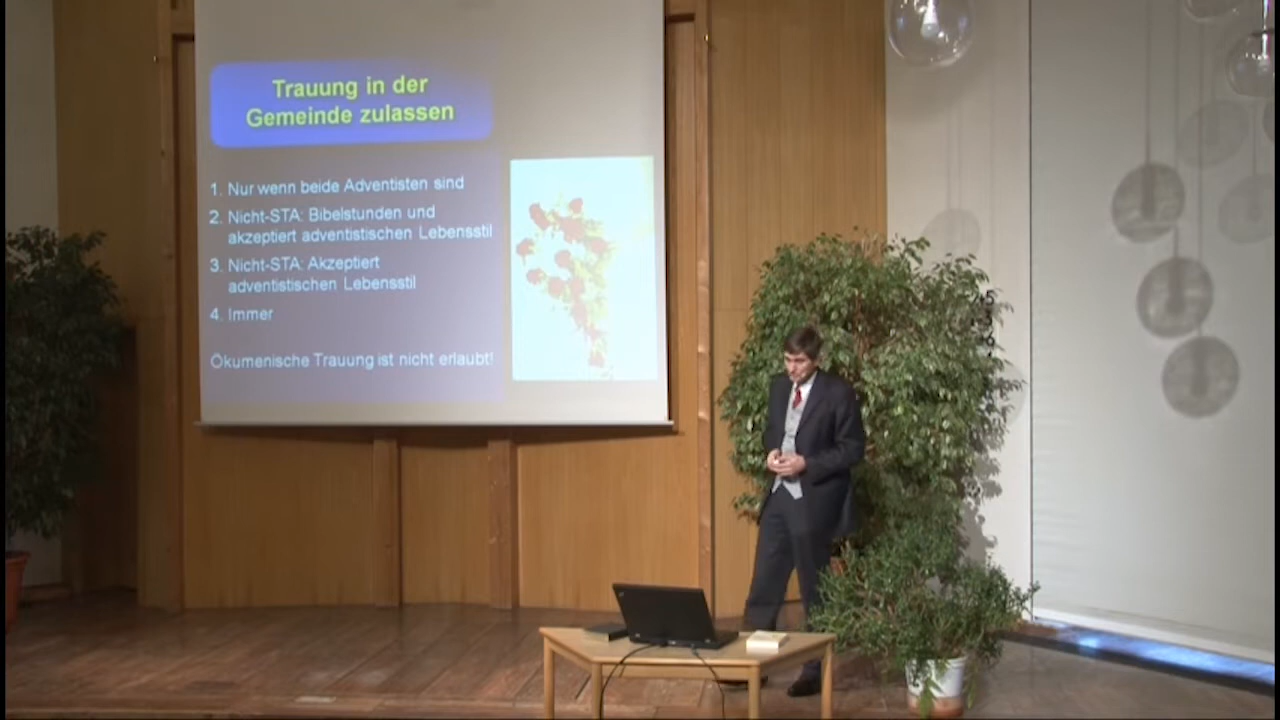 Trauung in der
Gemeinde zulassen
1. Nur wenn beide Adventisten sind
2. Nicht-STA: Bibelstunden und
akzeptiert adventistischen Lebensstil
3. Nicht-STA: Akzeptiert
adventistischen Lebensstil
4. Immer
Ökumenische Trauung ist nicht erlaubt!